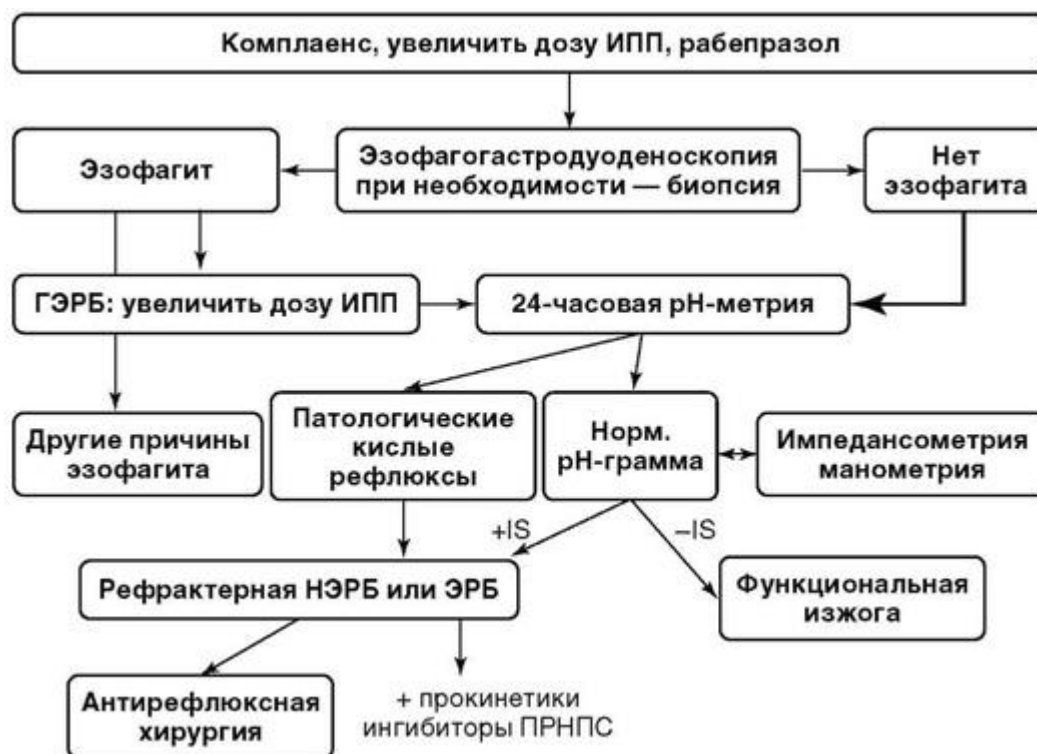 Комплаенс, увеличить дозу ИПП, рабепразол
Эзофагит
Эзофагогастродуоденоскопия
при необходимости — биопсия
Нет
эзофагита
ГЭРБ: увеличить дозу ИПП
24-часовая pH-метрия
Другие причины
эзофагита
Патологические
кислые
рефлюксы
Норм.
pH-грамма
Импедансометрия
манометрия
+IS
–IS
Рефрактерная НЭРБ или ЭРБ
Функциональная
изжога
Антирефлюксная
хирургия
+ прокинетики
ингибиторы ПРНПС